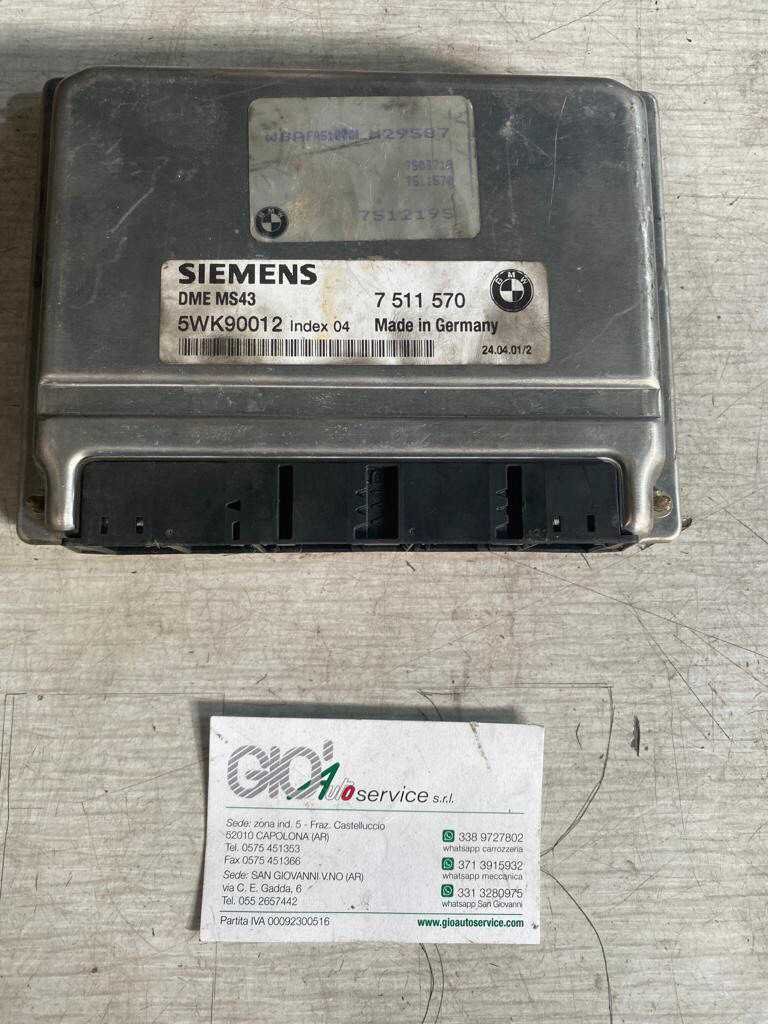 7512195
BMW
SIEMENS
DME MS43 7 511 570
5WK90012 Index 04 Made in Germany
24.04.01/2
GIO' Autoservice s.r.l.
Sede: zona ind. 5 - Fraz. Castelluccio
52010 CAPOLONA (AR)
Tel. 0575 451353
Fax 0575 451366
Sede: SAN GIOVANNI V.NO (AR)
via C. E. Gadda, 6
Tel. 055 2657442
Partita IVA 00092300516
338 9727802
whatsapp carrozzeria
371 3915932
whatsapp meccanica
331 3280975
whatsapp San Giovanni
www.gioautoservice.com